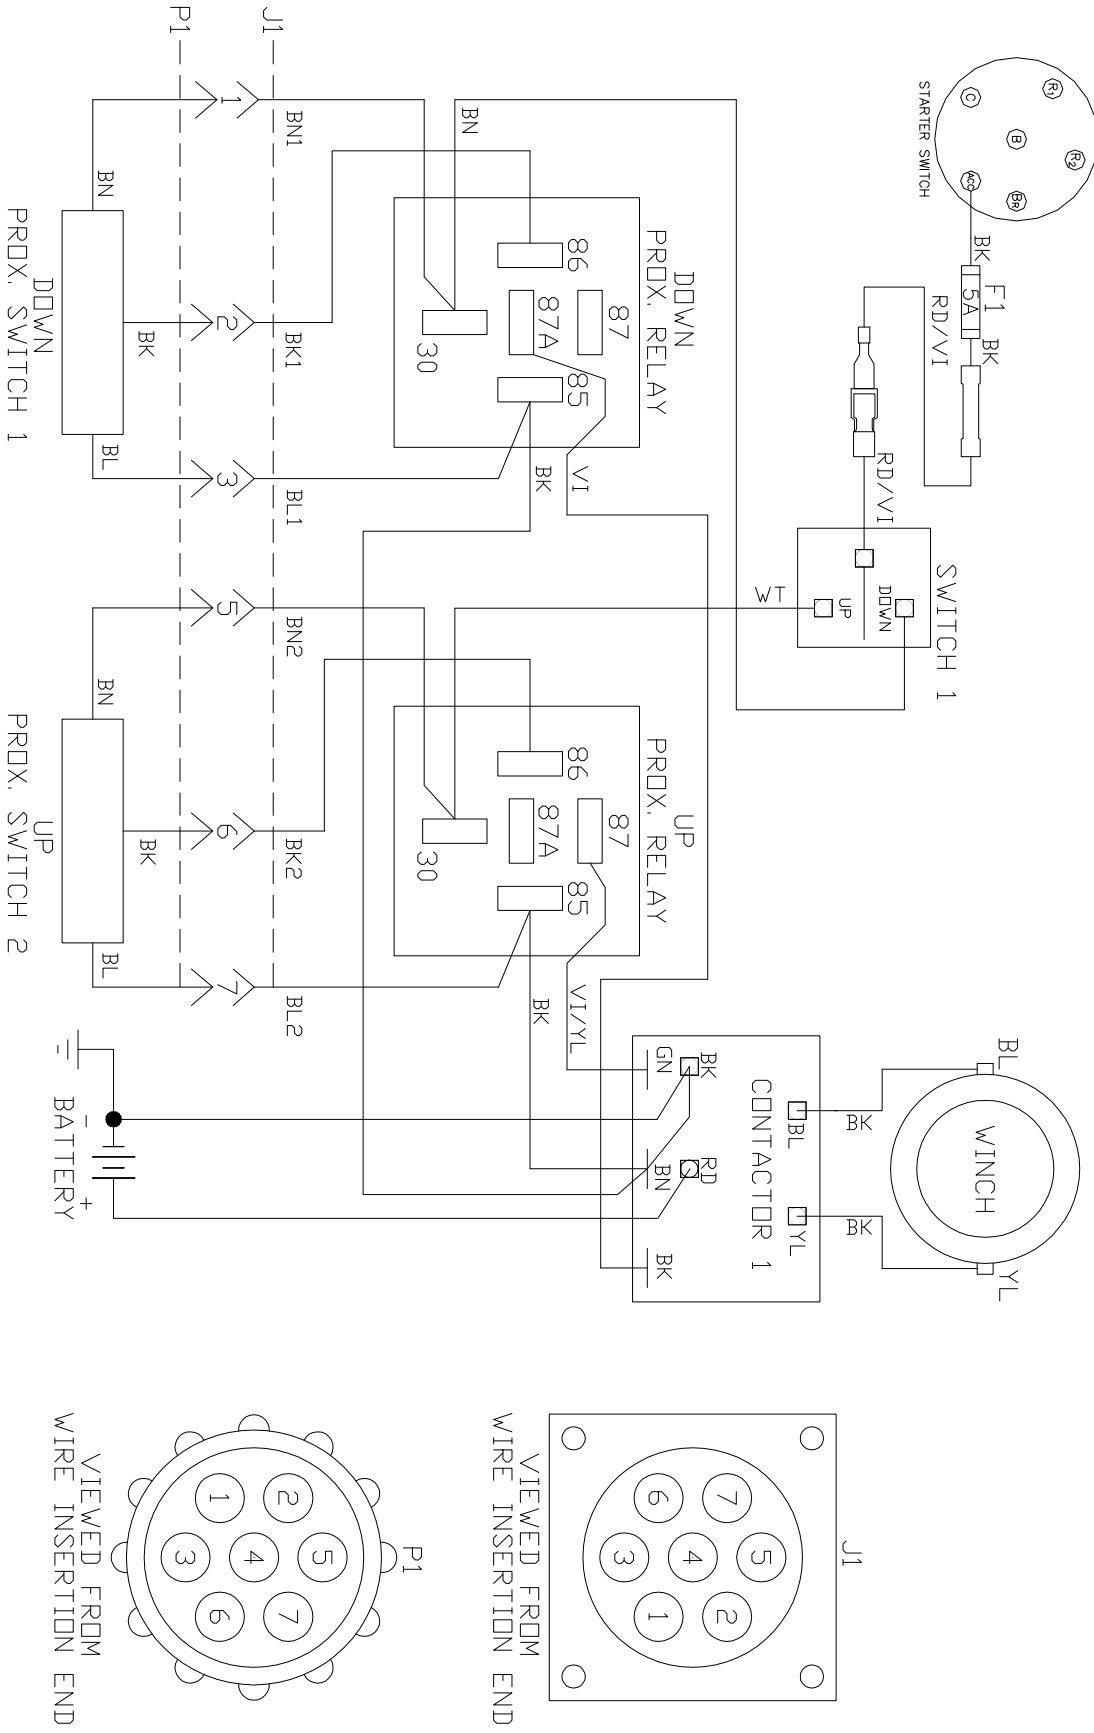 STARTER SWITCH
R1
R2
C
B
ACC
BR
BK
F1
5A
BK
RD/VI
RD/VI
SWITCH 1
DOWN
UP
WT
BN
DOWN
PROX. RELAY
86
87
87A
30
85
BK
VI
UP
PROX. RELAY
86
87
87A
30
85
BK
VI/YL
P1
J1
1
BN1
2
BK1
3
BL1
5
BN2
6
BK2
7
BL2
BN
BK
BL
DOWN
PROX. SWITCH 1
BN
BK
BL
UP
PROX. SWITCH 2
BATTERY
-
+
CONTACTOR 1
GN
BK
BN
RD
BK
BL
YL
BK
BK
BL
WINCH
YL
J1
7
6
5
4
3
2
1
VIEWED FROM
WIRE INSERTION END
P1
2
1
5
4
3
7
6
VIEWED FROM
WIRE INSERTION END